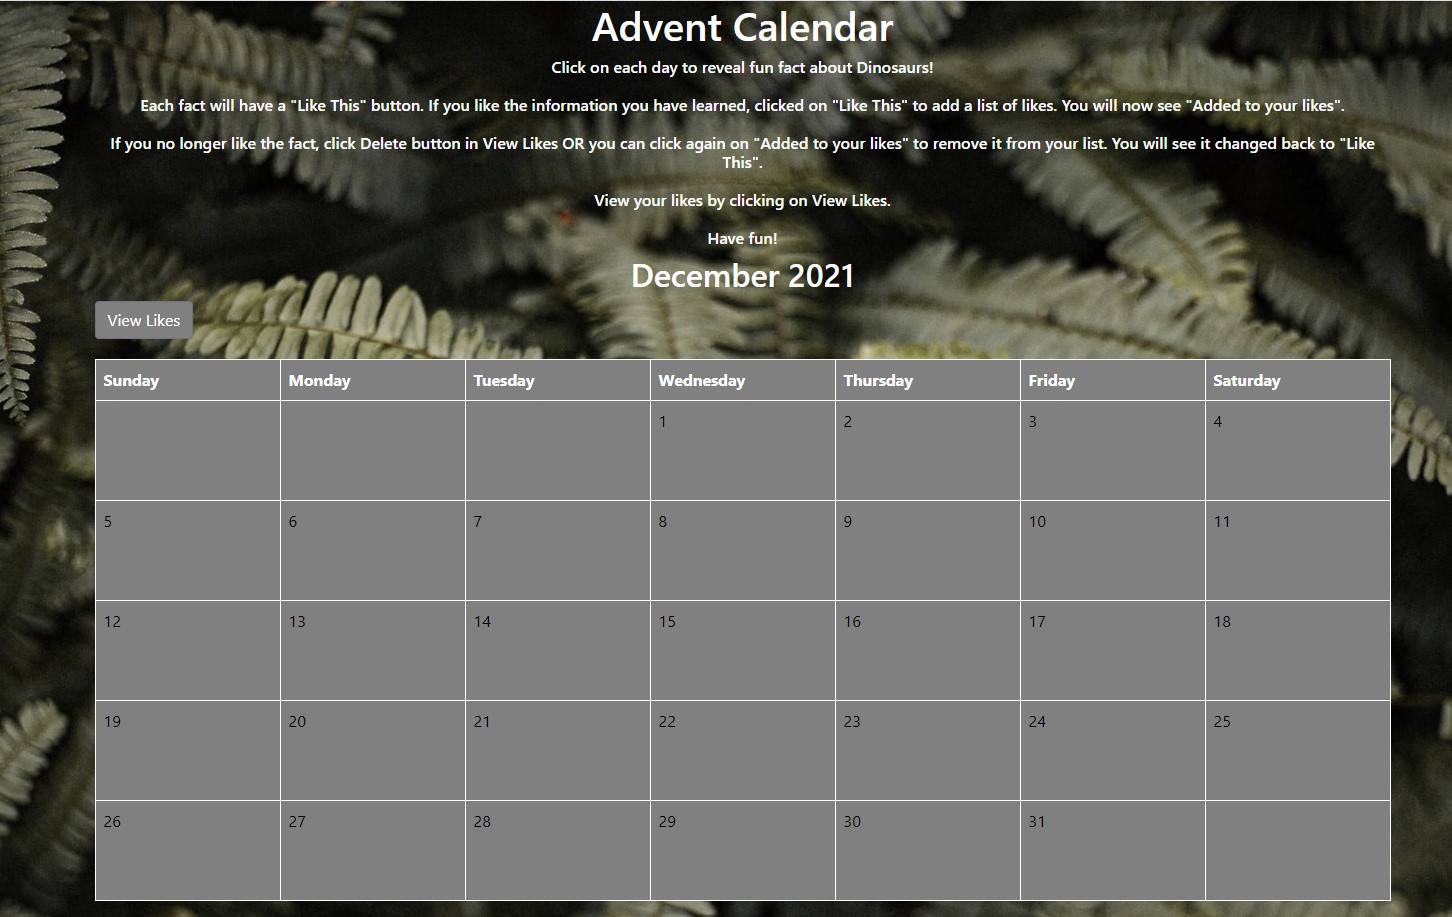 Advent Calendar
Click on each day to reveal fun fact about Dinosaurs!
Each fact will have a "Like This" button. If you like the information you have learned, clicked on "Like This" to add a list of likes. You will now see "Added to your likes".
If you no longer like the fact, click Delete button in View Likes OR you can click again on "Added to your likes" to remove it from your list. You will see it changed back to "Like
This".
View your likes by clicking on View Likes.
Have fun!
December 2021
View Likes
Sunday Monday Tuesday Wednesday Thursday Friday Saturday
1 2 3 4
5 6 7 8 9 10 11
12 13 14 15 16 17 18
19 20 21 22 23 24 25
26 27 28 29 30 31